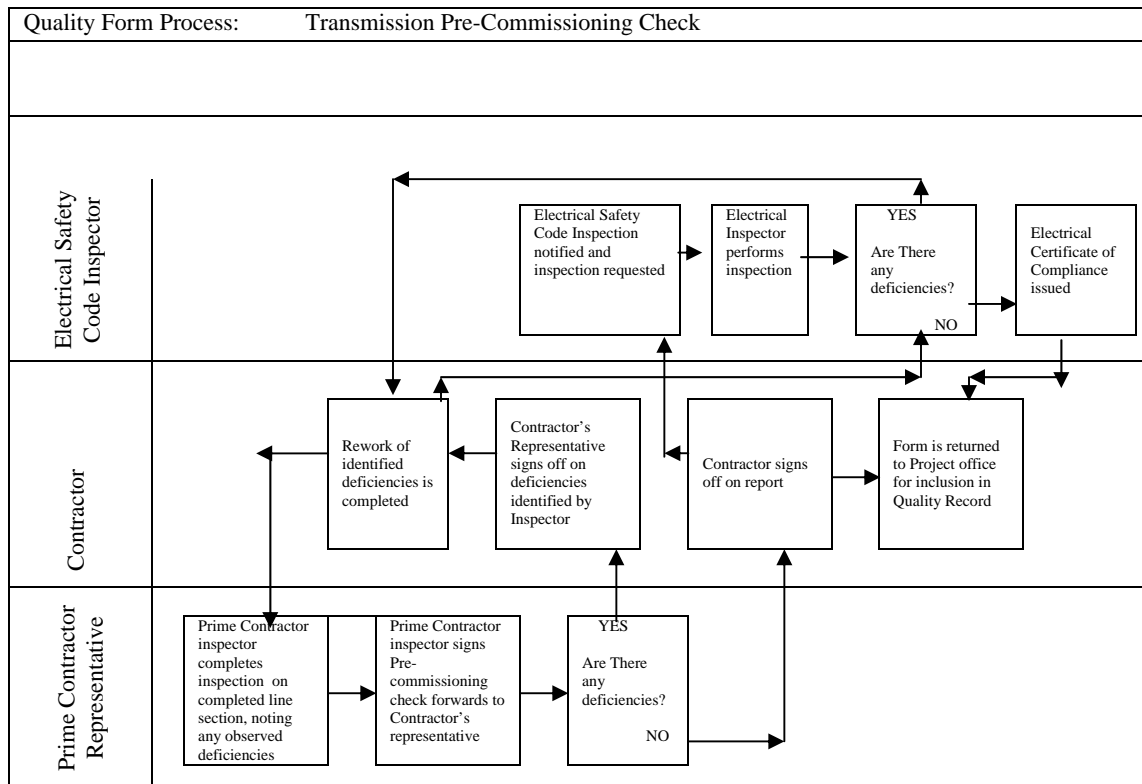 Quality Form Process: Transmission Pre-Commissioning Check
Electrical Safety
Code Inspector
Electrical Safety
Code Inspection
notified and
inspection requested
Electrical
Inspector
performs
inspection
YES
Are There
any
deficiencies?
NO
Electrical
Certificate of
Compliance
issued
Contractor
Rework of
identified
deficiencies is
completed
Contractor’s
Representative
signs off on
deficiencies
identified by
Inspector
Contractor signs
off on report
Form is returned
to Project office
for inclusion in
Quality Record
Prime Contractor
Representative
Prime Contractor
inspector
completes
inspection on
completed line
section, noting
any observed
deficiencies
Prime Contractor
inspector signs
Pre-
commissioning
check forwards to
Contractor’s
representative
YES
Are There
any
deficiencies?
NO